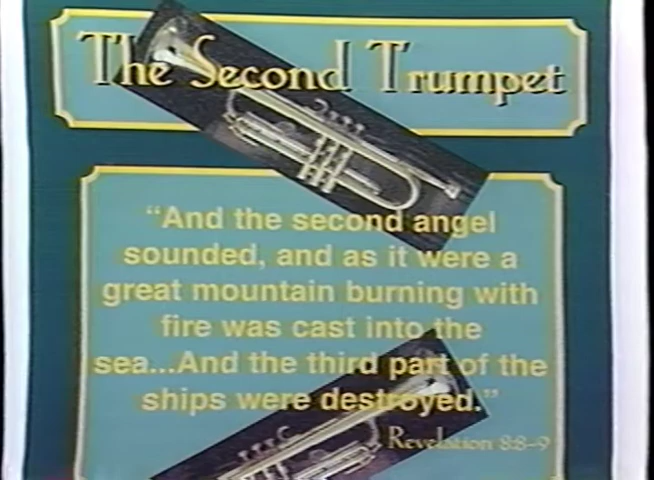 The Second Trumpet
“And the second angel
sounded, and as it were a
great mountain burning with
fire was cast into the
sea...And the third part of the
ships were destroyed.”
Revelation 8:8-9